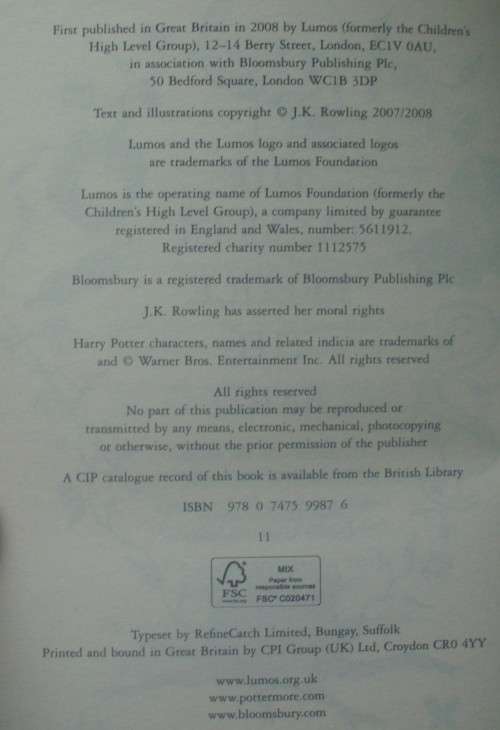 First published in Great Britain in 2008 by Lumos (formerly the Children's
High Level Group), 12–14 Berry Street, London, EC1V 0AU,
in association with Bloomsbury Publishing Plc,
50 Bedford Square, London WC1B 3DP
Text and illustrations copyright © J.K. Rowling 2007/2008
Lumos and the Lumos logo and associated logos
are trademarks of the Lumos Foundation
Lumos is the operating name of Lumos Foundation (formerly the
Children's High Level Group), a company limited by guarantee
registered in England and Wales, number: 5611912.
Registered charity number 1112575
Bloomsbury is a registered trademark of Bloomsbury Publishing Plc
J.K. Rowling has asserted her moral rights
Harry Potter characters, names and related indicia are trademarks of
and © Warner Bros. Entertainment Inc. All rights reserved
All rights reserved
No part of this publication may be reproduced or
transmitted by any means, electronic, mechanical, photocopying
or otherwise, without the prior permission of the publisher
A CIP catalogue record of this book is available from the British Library
ISBN 978 0 7475 9987 6
11
FSC
www.fsc.org
MIX
Paper from
responsible sources
FSC® C020471
Typeset by RefineCatch Limited, Bungay, Suffolk
Printed and bound in Great Britain by CPI Group (UK) Ltd, Croydon CR0 4YY
www.lumos.org.uk
www.pottermore.com
www.bloomsbury.com